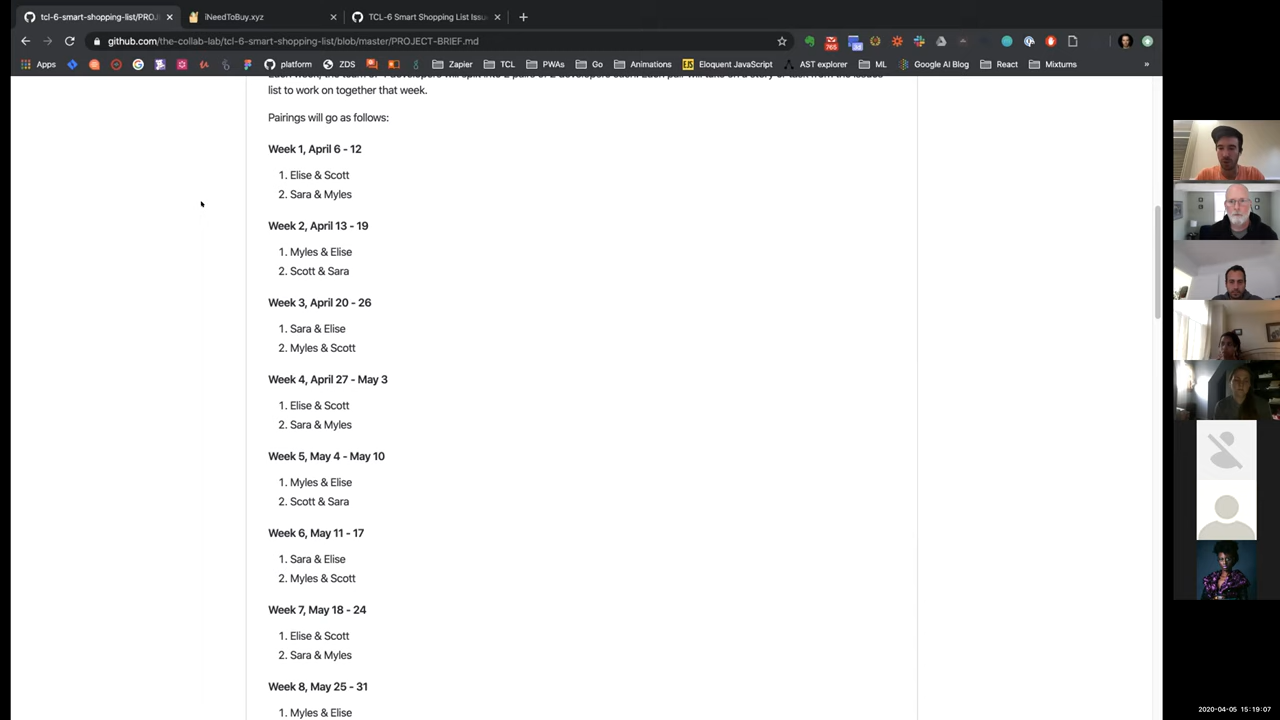 tcl-6-smart-shopping-list/PROJ
iNeedToBuy.xyz
TCL-6 Smart Shopping List Issu
github.com/the-collab-lab/tcl-6-smart-shopping-list/blob/master/PROJECT-BRIEF.md
765
Apps
platform
ZDS
Zapier
TCL
PWAs
Go
Animations
EJS Eloquent JavaScript
AST explorer
ML
Google AI Blog
React
Mixtums
»
list to work on together that week.
Pairings will go as follows:
Week 1, April 6 - 12
1. Elise & Scott
2. Sara & Myles
Week 2, April 13 - 19
1. Myles & Elise
2. Scott & Sara
Week 3, April 20 - 26
1. Sara & Elise
2. Myles & Scott
Week 4, April 27 - May 3
1. Elise & Scott
2. Sara & Myles
Week 5, May 4 - May 10
1. Myles & Elise
2. Scott & Sara
Week 6, May 11 - 17
1. Sara & Elise
2. Myles & Scott
Week 7, May 18 - 24
1. Elise & Scott
2. Sara & Myles
Week 8, May 25 - 31
1. Myles & Elise
2020-04-05 15:19:07